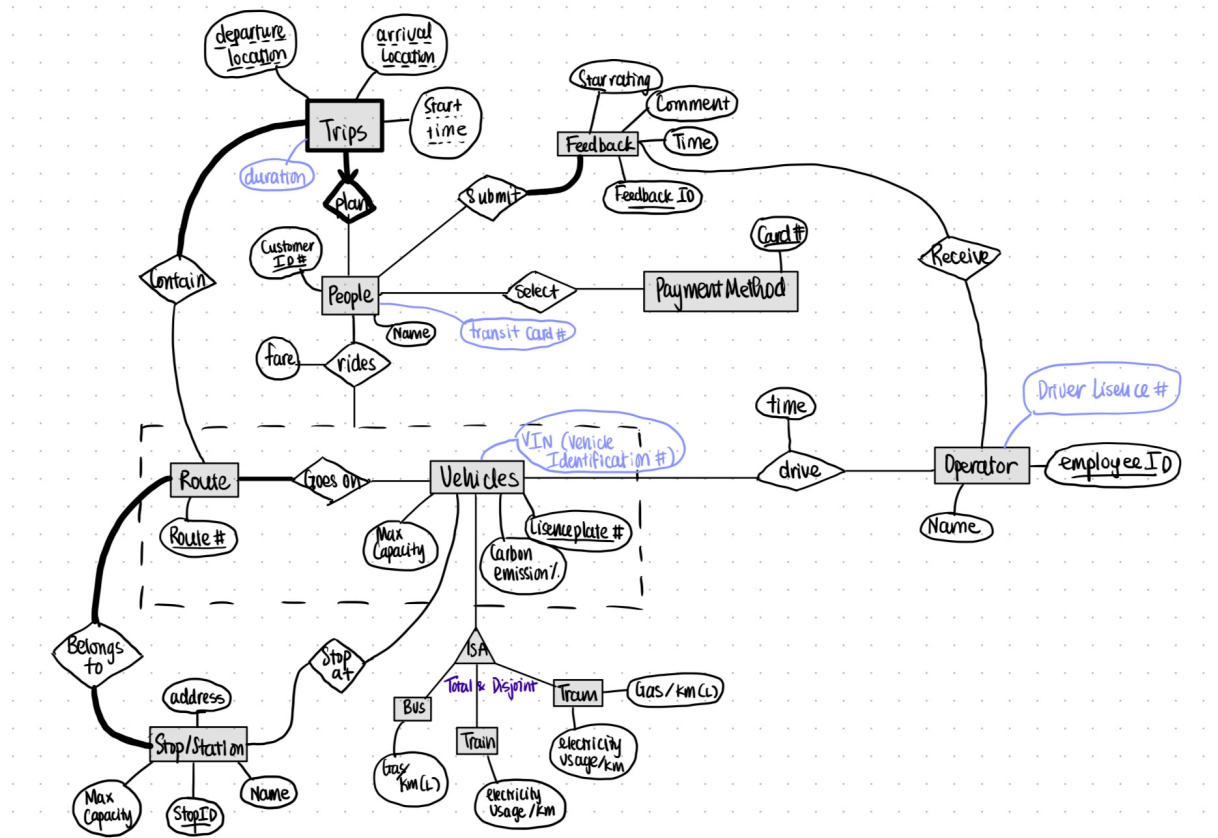 departure
location
arrival
Location
Start
time
Trips
duration
Star rating
Comment
Feedback
Time
Feedback ID
plan
Submit
Customer
ID#
Card#
Contain
Receive
People
Select
Payment Method
Name
transit Card #
fare
rides
Driver Lisence #
time
VIN (Vehicle
Identification #)
Route
Goes on
Vehicles
drive
Operator
employee ID
Route #
Max
Capacity
Lisenceplate #
Carbon
emission%
Name
Belongs
to
Stop
at
ISA
Total & Disjoint
address
Bus
Tram
Gas/km(L)
Stop/Station
Train
electricity
usage/km
Gas/
km(L)
Max
Capacity
StopID
Name
electricity
Usage/km